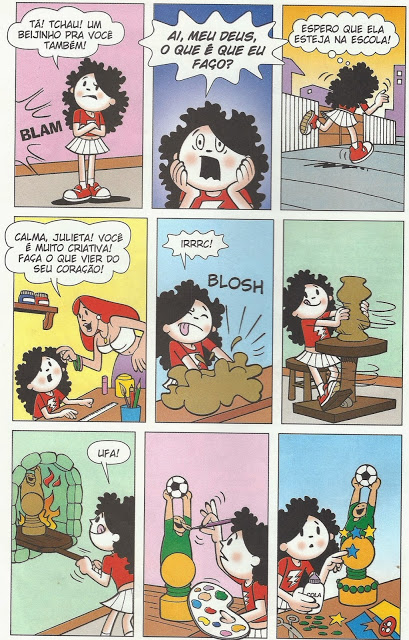 TÁ! TCHAU! UM
BEIJINHO PRA VOCÊ
TAMBÉM!
BLAM
AI, MEU DEUS,
O QUE É QUE EU
FAÇO?
ESPERO QUE ELA
ESTEJA NA ESCOLA!
CALMA, JULIETA! VOCÊ
É MUITO CRIATIVA!
FAÇA O QUE VIER DO
SEU CORAÇÃO!
IRRRC!
BLOSH
UFA!
COLA